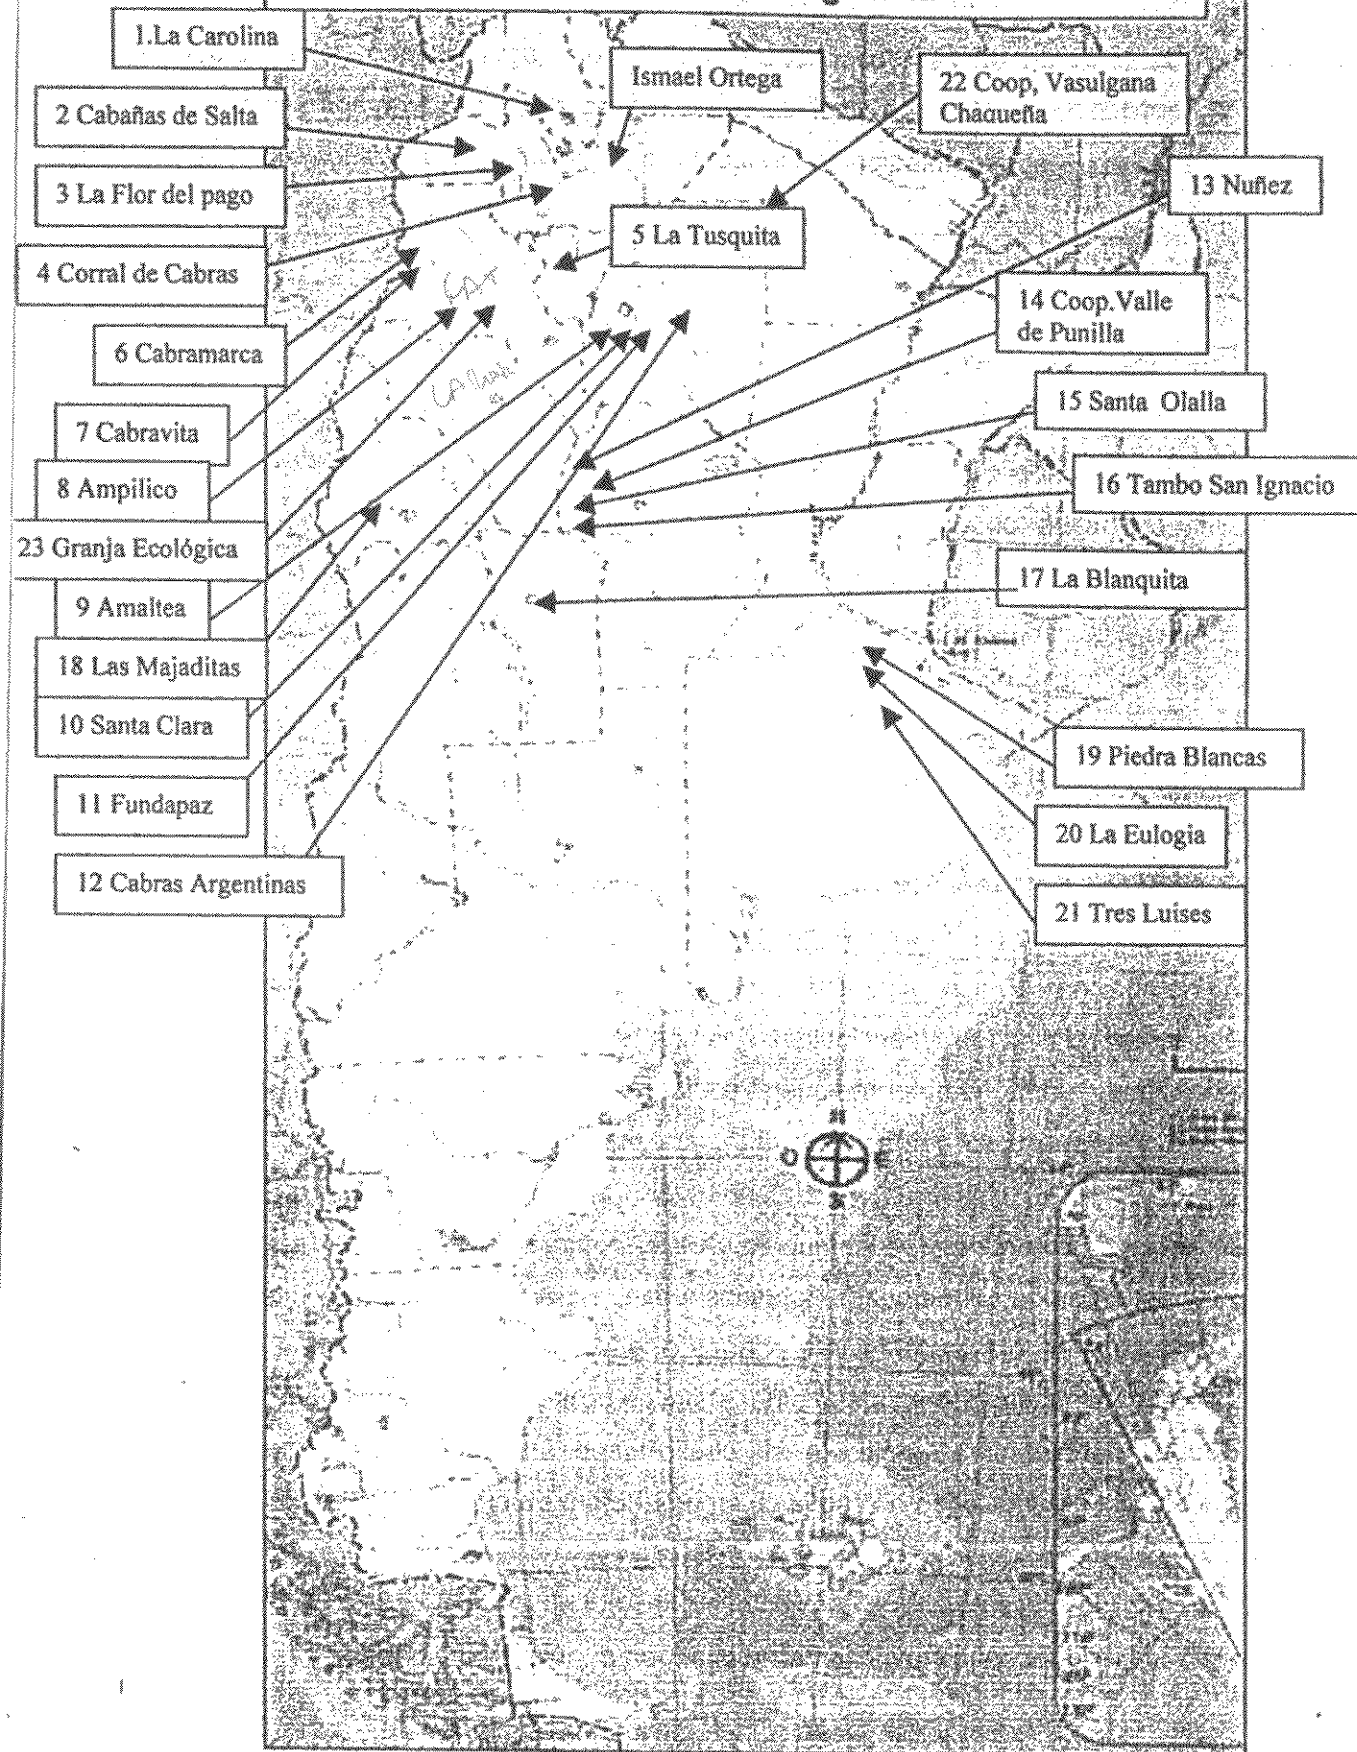 1.La Carolina
Ismael Ortega
22 Coop, Vasulgana
Chaqueña
2 Cabañas de Salta
3 La Flor del pago
13 Nuñez
5 La Tusquita
4 Corral de Cabras
14 Coop.Valle
de Punilla
6 Cabramarca
15 Santa Olalla
7 Cabravita
8 Ampilico
16 Tambo San Ignacio
23 Granja Ecológica
17 La Blanquita
9 Amaltea
18 Las Majaditas
10 Santa Clara
19 Piedra Blancas
11 Fundapaz
20 La Eulogia
12 Cabras Argentinas
21 Tres Luises
N
O
E